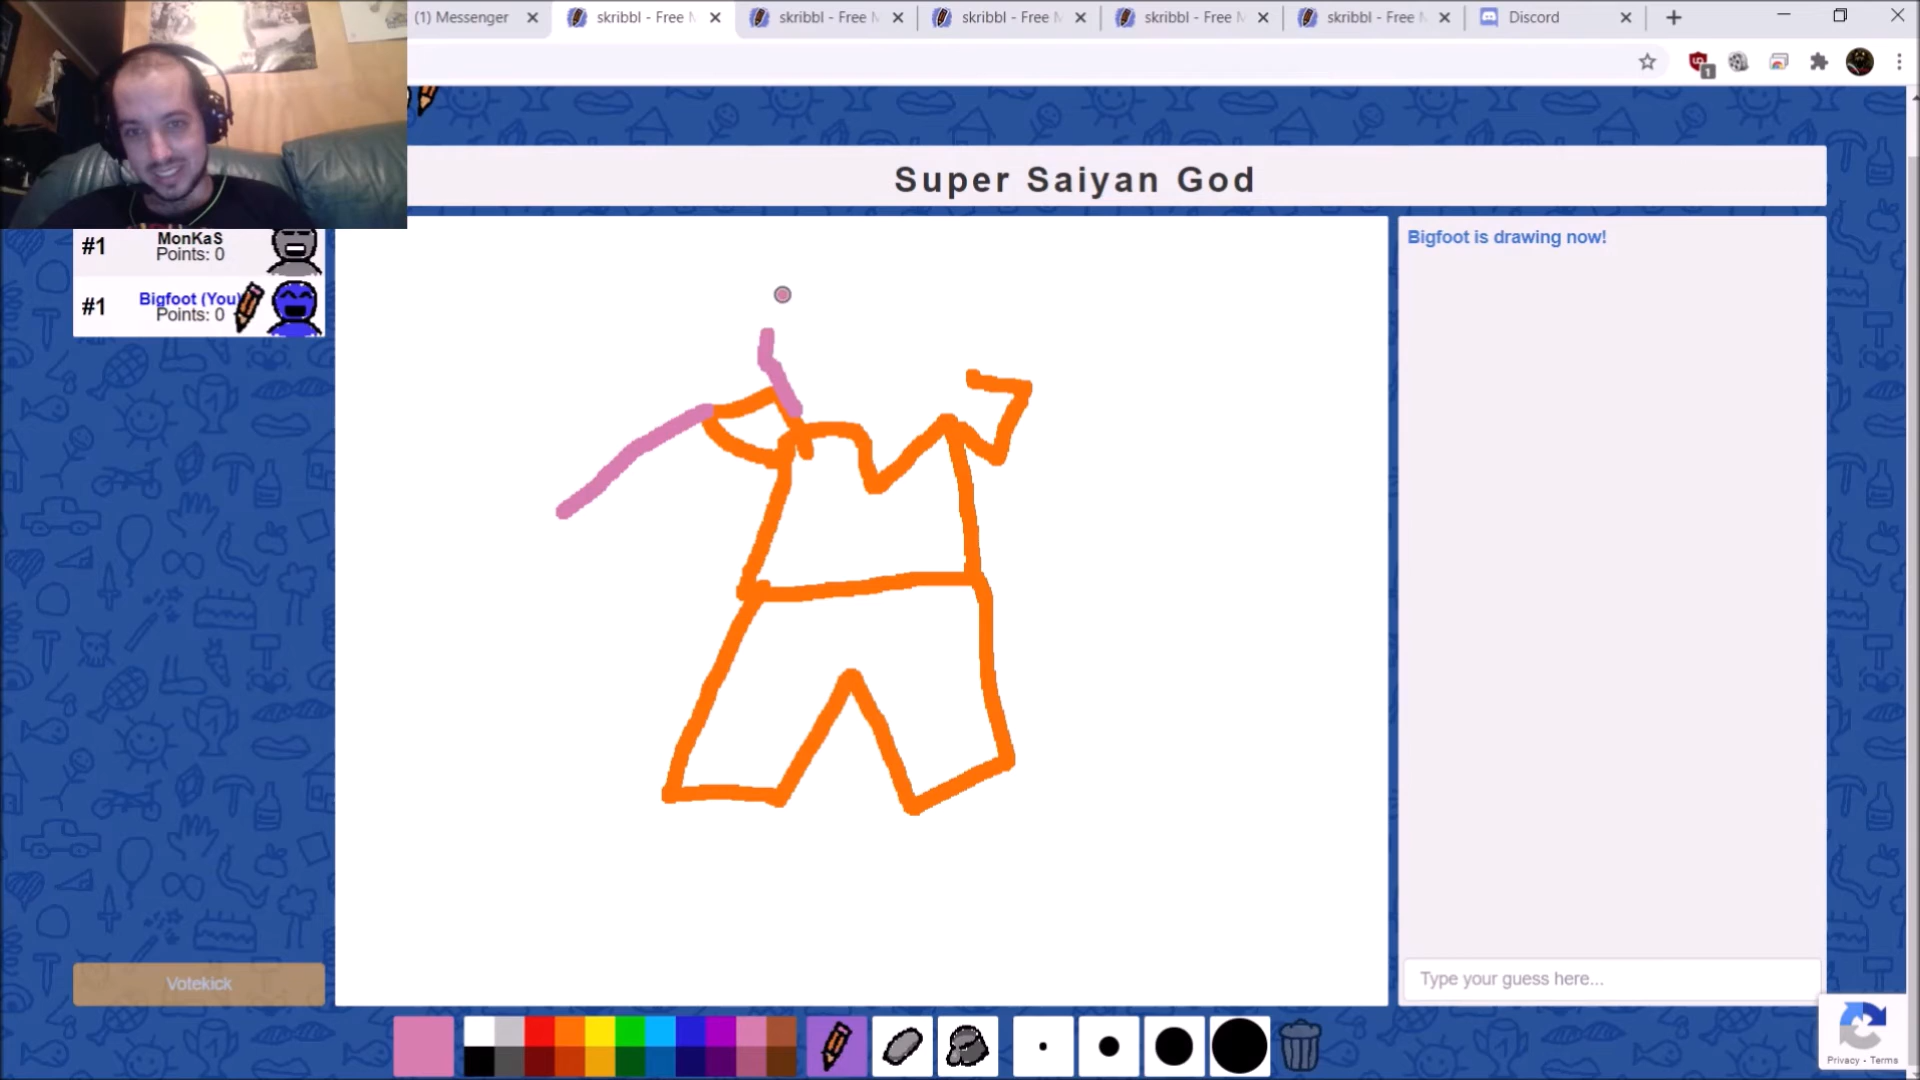 (1) Messenger
skribbl - Free
skribbl - Free
skribbl - Free
skribbl - Free
skribbl - Free
Discord
1
Super Saiyan God
#1
MonKaS
Points: 0
#1
Bigfoot (You)
Points: 0
Bigfoot is drawing now!
Votekick
Type your guess here...
Privacy - Terms